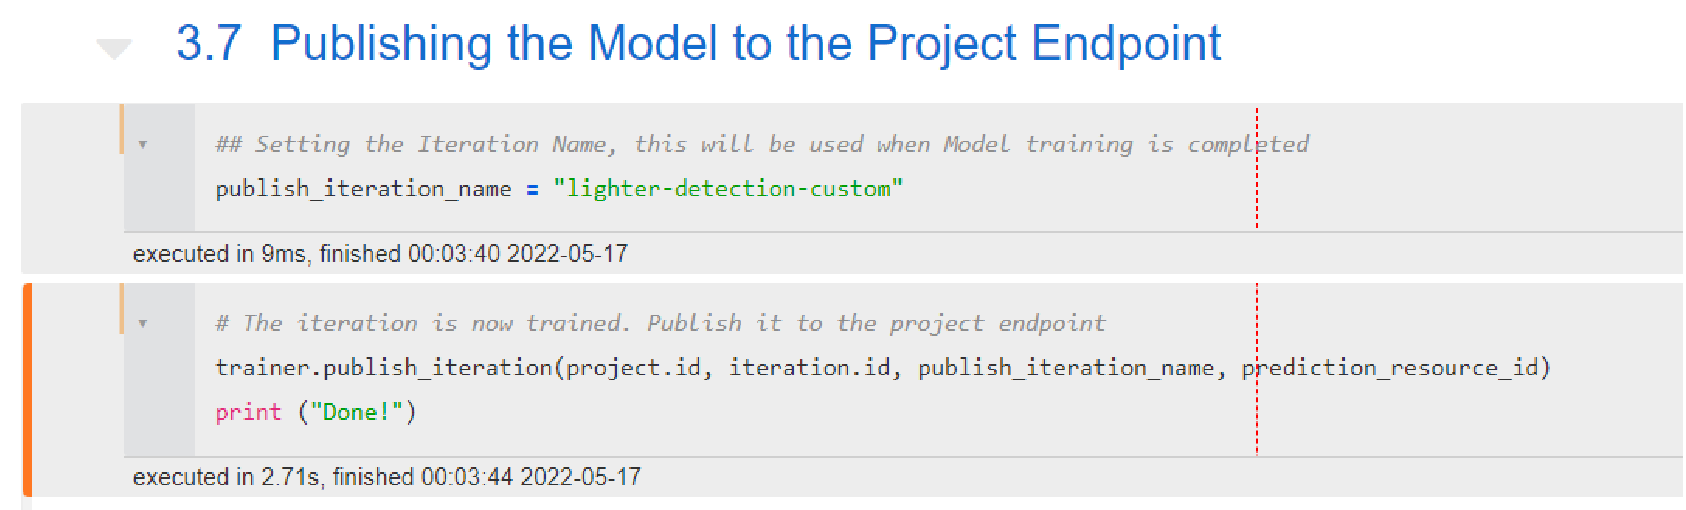 3.7 Publishing the Model to the Project Endpoint
## Setting the Iteration Name, this will be used when Model training is completed
publish_iteration_name = "lighter-detection-custom"
executed in 9ms, finished 00:03:40 2022-05-17
# The iteration is now trained. Publish it to the project endpoint
trainer.publish_iteration(project.id, iteration.id, publish_iteration_name, prediction_resource_id)
print ("Done!")
executed in 2.71s, finished 00:03:44 2022-05-17